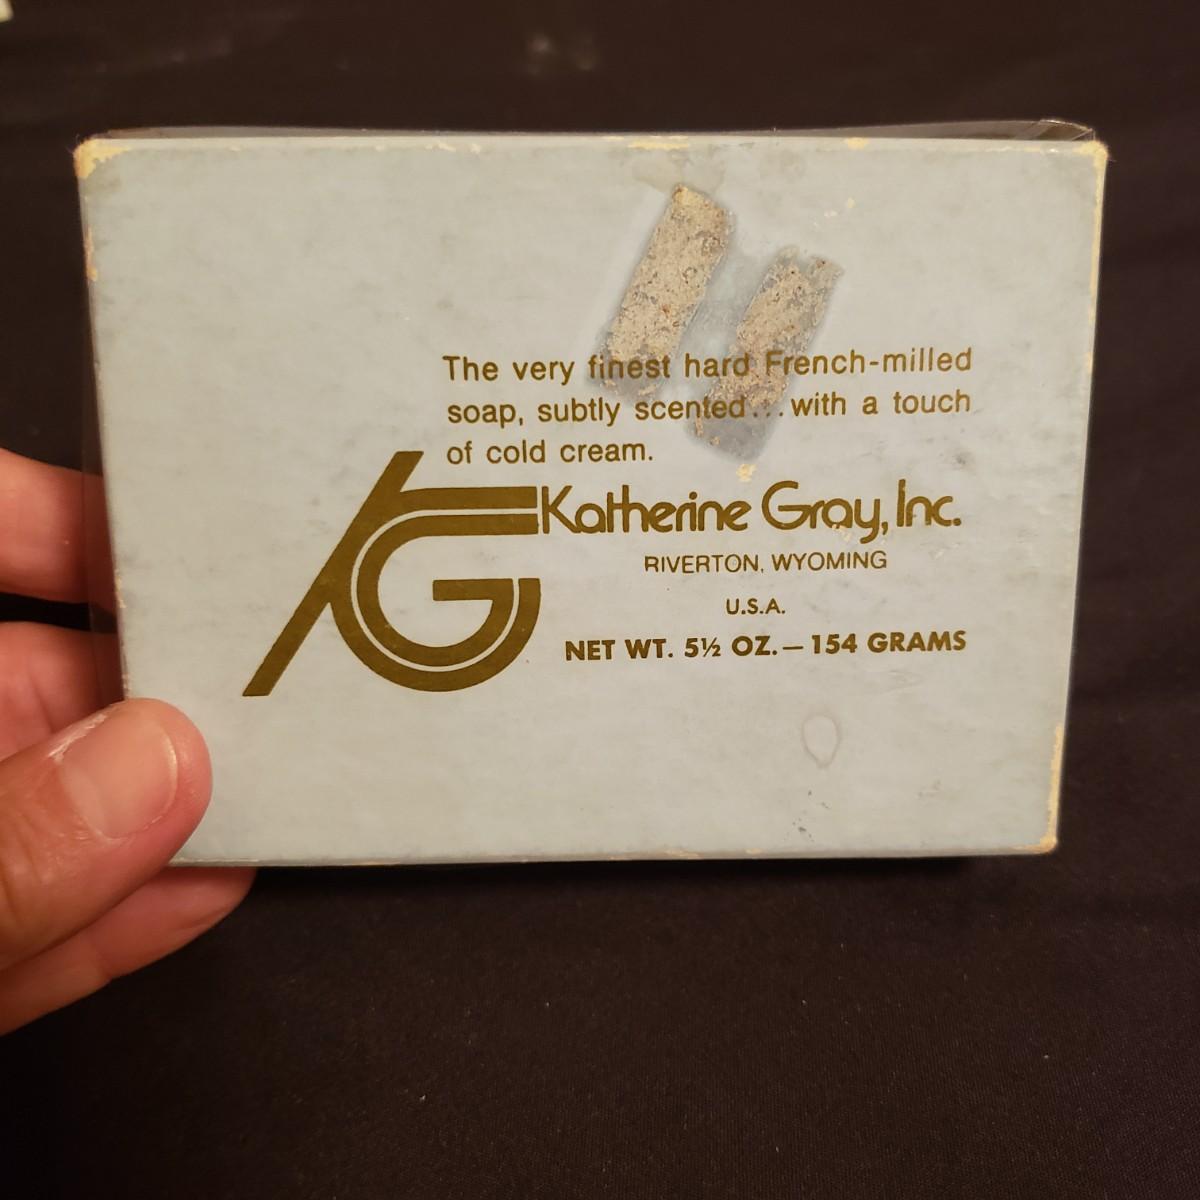 The very finest hard French-milled
soap, subtly scented...with a touch
of cold cream.
KG
Katherine Gray, Inc.
RIVERTON, WYOMING
U.S.A.
NET WT. 5½ OZ.—154 GRAMS